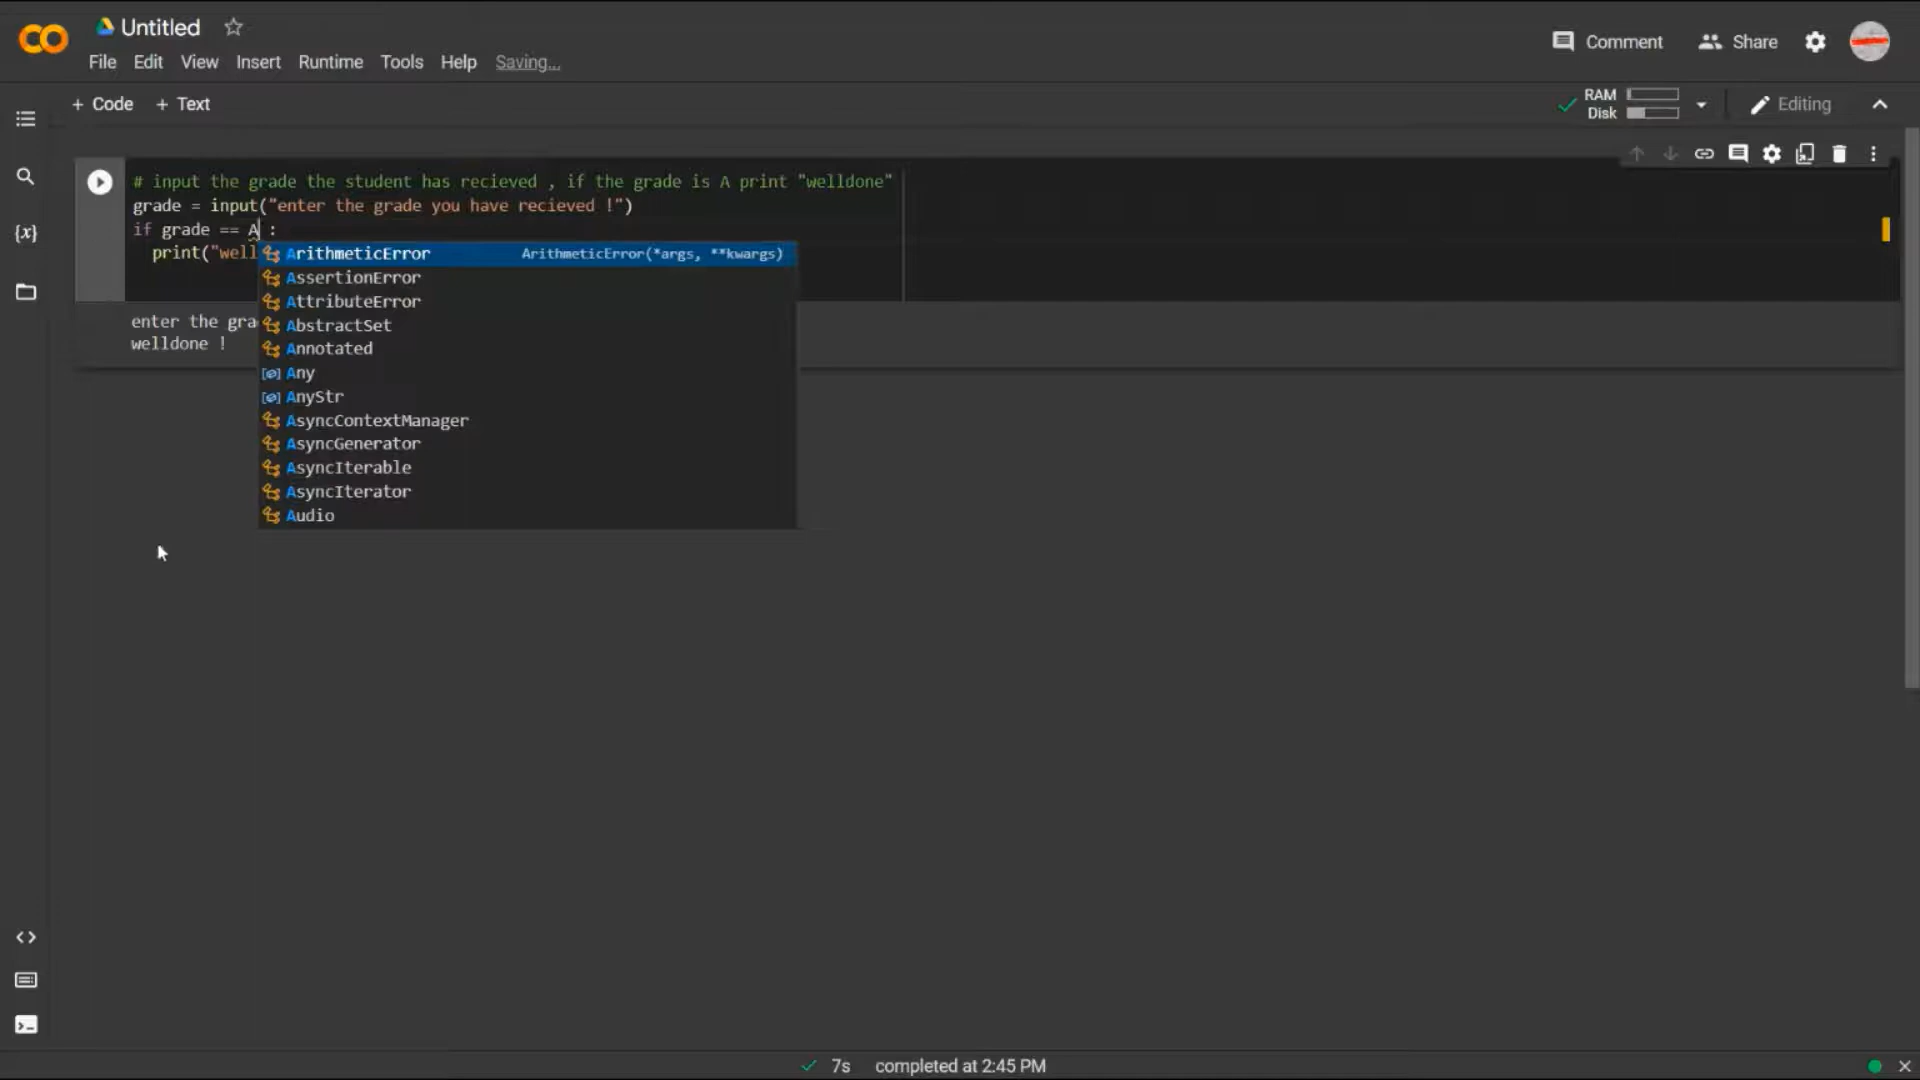 Untitled
File Edit View Insert Runtime Tools Help Saving...
Comment Share
+ Code + Text
RAM
Disk
Editing
# input the grade the student has recieved , if the grade is A print "welldone"
grade = input("enter the grade you have recieved !")
if grade == A :
print("well
ArithmeticError ArithmeticError(*args, **kwargs)
AssertionError
AttributeError
AbstractSet
Annotated
Any
AnyStr
AsyncContextManager
AsyncGenerator
AsyncIterable
AsyncIterator
Audio
enter the gra
welldone !
7s completed at 2:45 PM